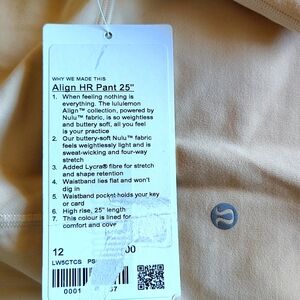 WHY WE MADE THIS
Align HR Pant 25"
1. When feeling nothing is
everything. The lululemon
Align™ collection, powered by
Nulu™ fabric, is so weightless
and buttery soft, all you feel
is your practice
2. Our buttery-soft Nulu™ fabric
feels weightlessly light and is
sweat-wicking and four-way
stretch
3. Added Lycra® fibre for stretch
and shape retention
4. Waistband lies flat and won't
dig in
5. Waistband pocket holds your key
or card
6. High rise, 25" length
7. This colour is lined for
comfort and
12
LW5CTCS
0001